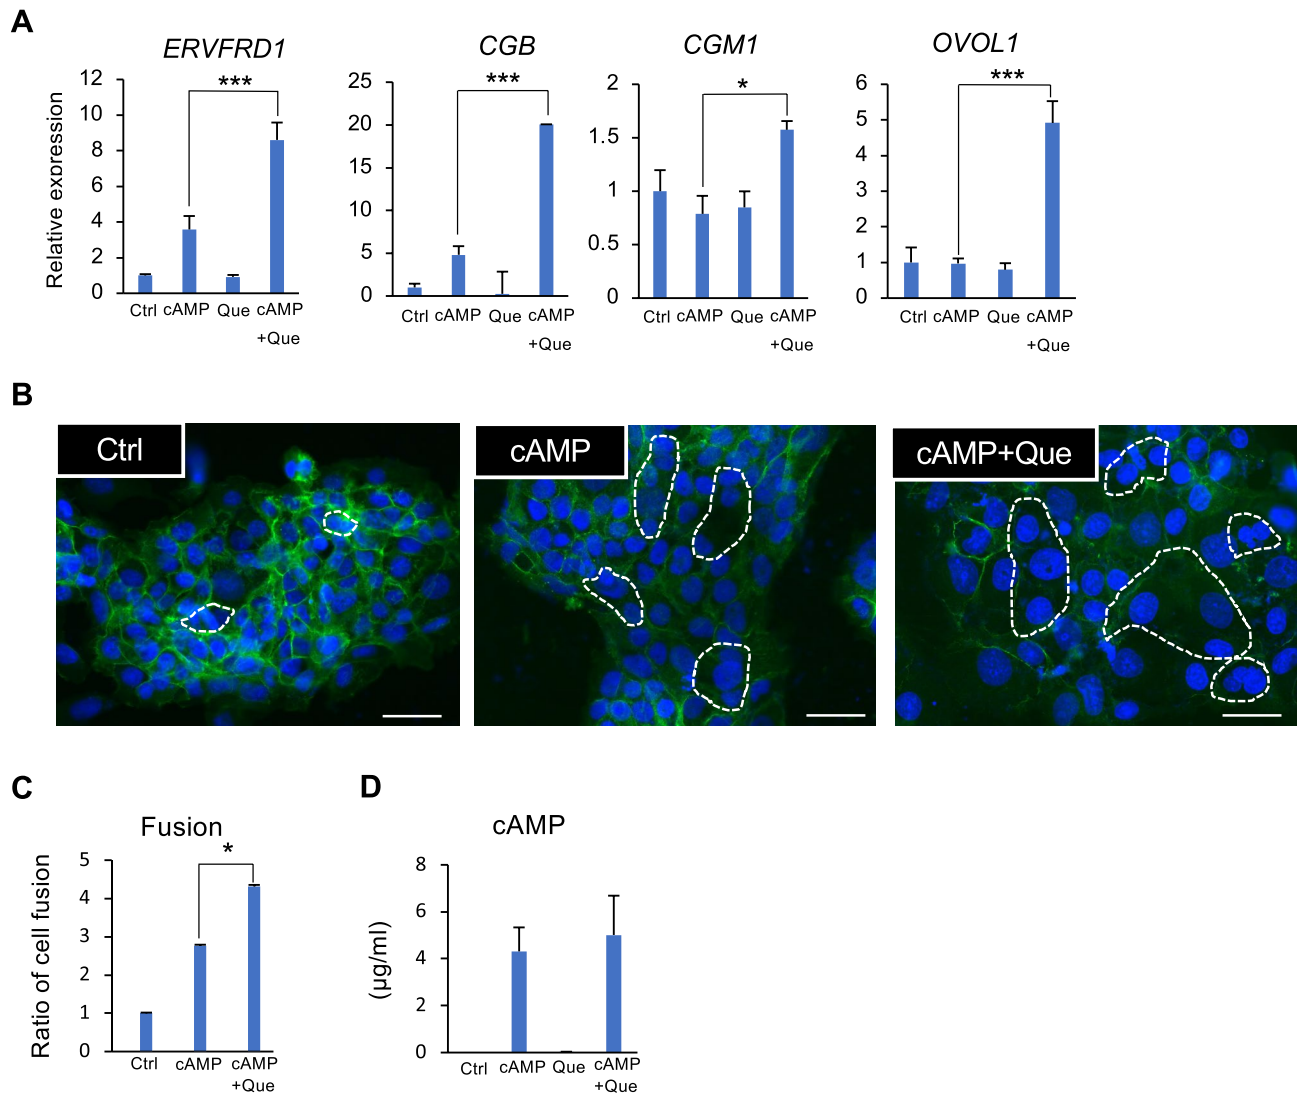 A
ERVFRD1
CGB
CGM1
OVOL1
Relative expression
12
10
8
6
4
2
0
***
Ctrl cAMP Que cAMP
+Que
25
20
15
10
5
0
***
Ctrl cAMP Que cAMP
+Que
2
1.5
1
0.5
0
*
Ctrl cAMP Que cAMP
+Que
6
5
4
3
2
1
0
***
Ctrl cAMP Que cAMP
+Que
B
Ctrl
cAMP
cAMP+Que
C
Fusion
Ratio of cell fusion
5
4
3
2
1
0
*
Ctrl cAMP cAMP
+Que
D
cAMP
(μg/ml)
8
6
4
2
0
Ctrl cAMP Que cAMP
+Que